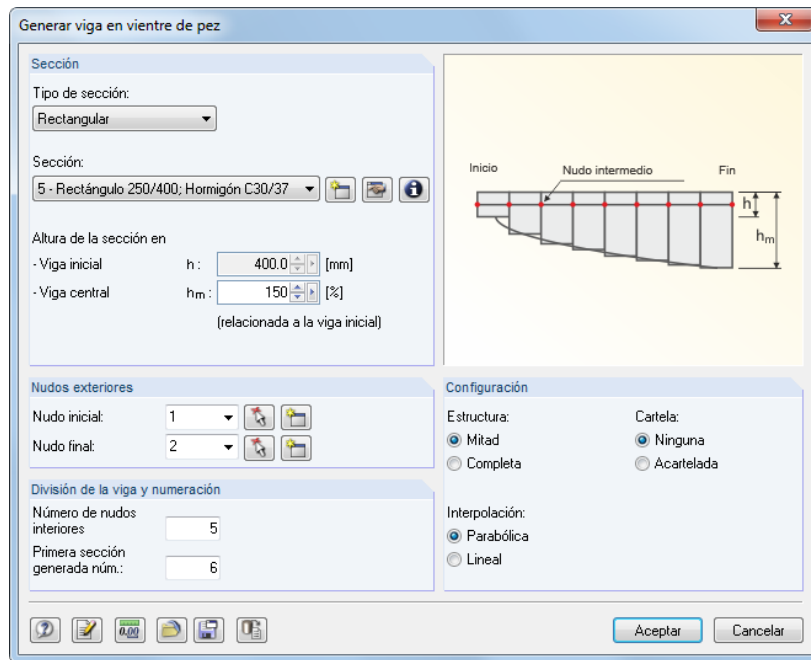 Generar viga en vientre de pez
Sección
Tipo de sección:
Rectangular
Sección:
5 - Rectángulo 250/400; Hormigón C30/37
Altura de la sección en
- Viga inicial h : 400.0 [mm]
- Viga central hm : 150 [%]
(relacionada a la viga inicial)
Inicio Nudo intermedio Fin
h
hm
Nudos exteriores
Nudo inicial: 1
Nudo final: 2
División de la viga y numeración
Número de nudos
interiores 5
Primera sección
generada núm.: 6
Configuración
Estructura: Cartela:
Mitad Ninguna
Completa Acartelada
Interpolación:
Parabólica
Lineal
0.00
Aceptar Cancelar